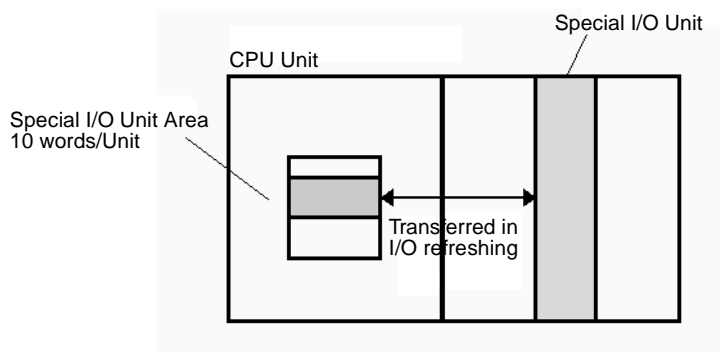 Special I/O Unit
CPU Unit
Special I/O Unit Area
10 words/Unit
Transferred in
I/O refreshing